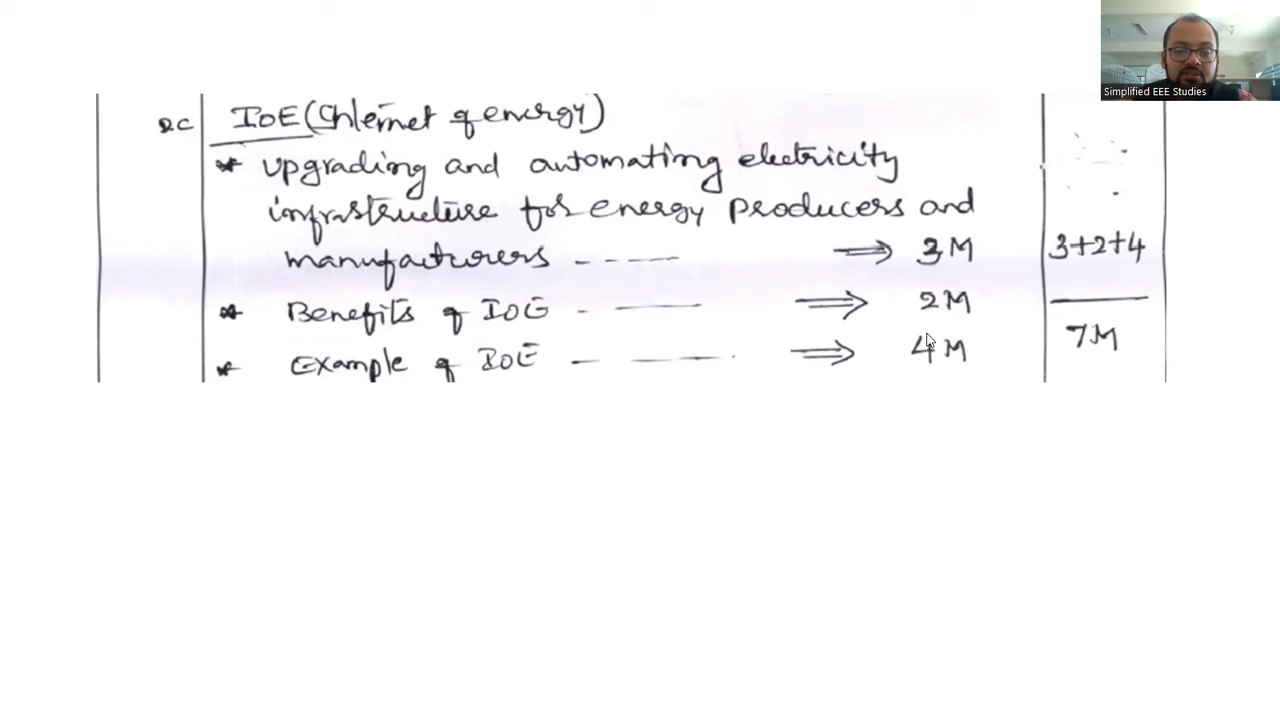 Simplified EEE Studies
2C IOE (Internet of energy)
* Upgrading and automating electricity
infrastructure for energy producers and
manufacturers ----- ⇒ 3M 3+2+4
* Benefits of IOE - —— ⇒ 2M
* Example of IOE — —— ⇒ 4M 7M